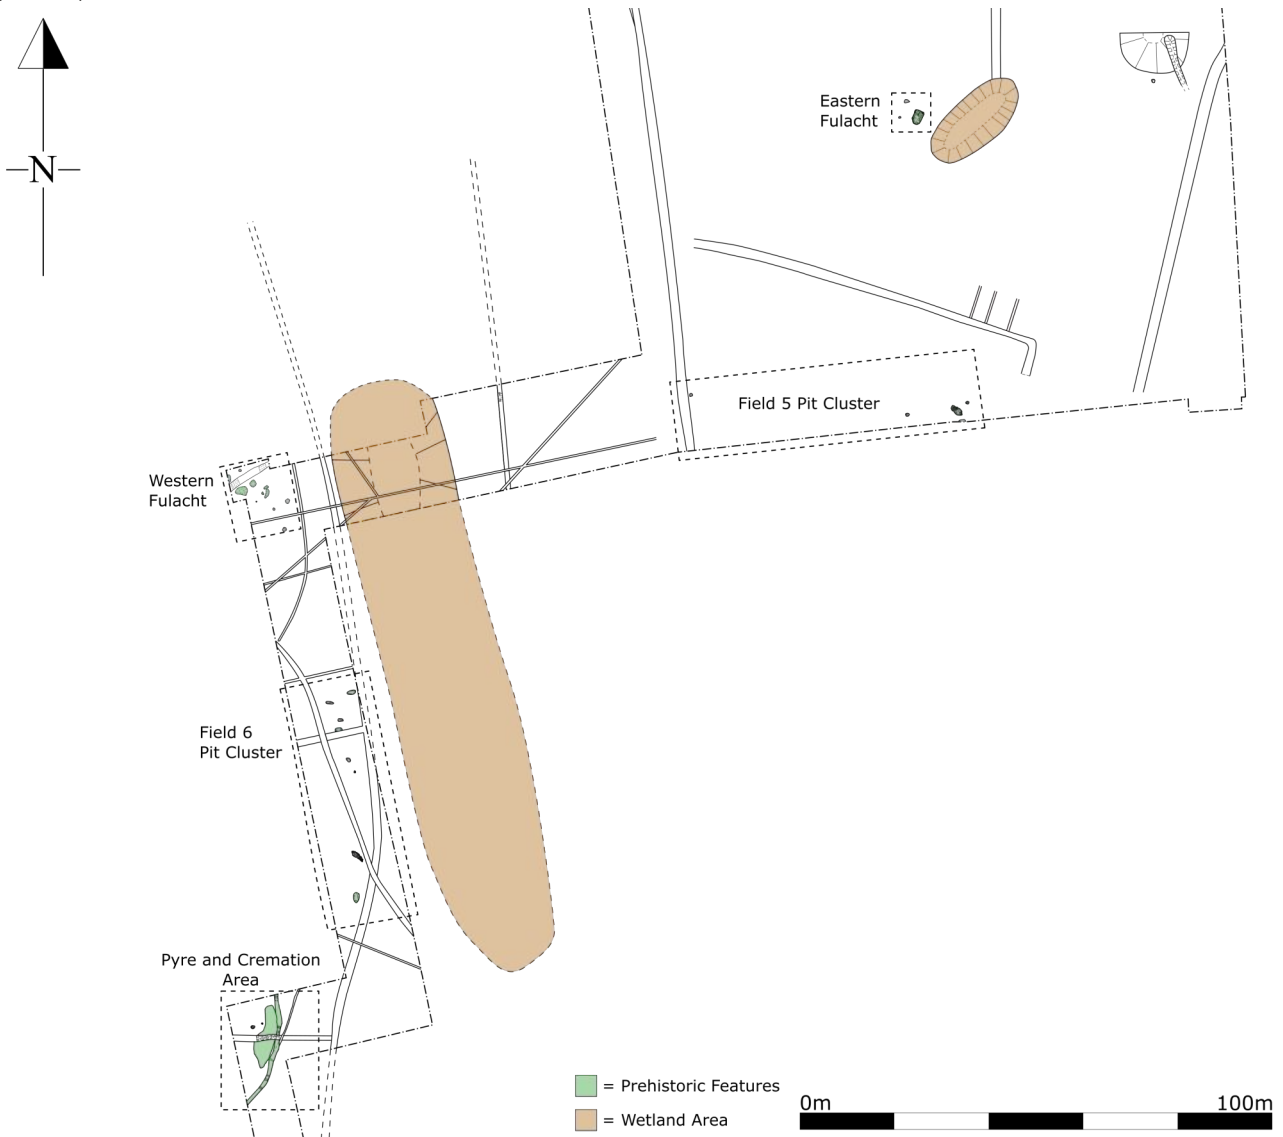 Eastern
Fulacht
N
Field 5 Pit Cluster
Western
Fulacht
Field 6
Pit Cluster
Pyre and Cremation
Area
= Prehistoric Features
= Wetland Area
0m 100m